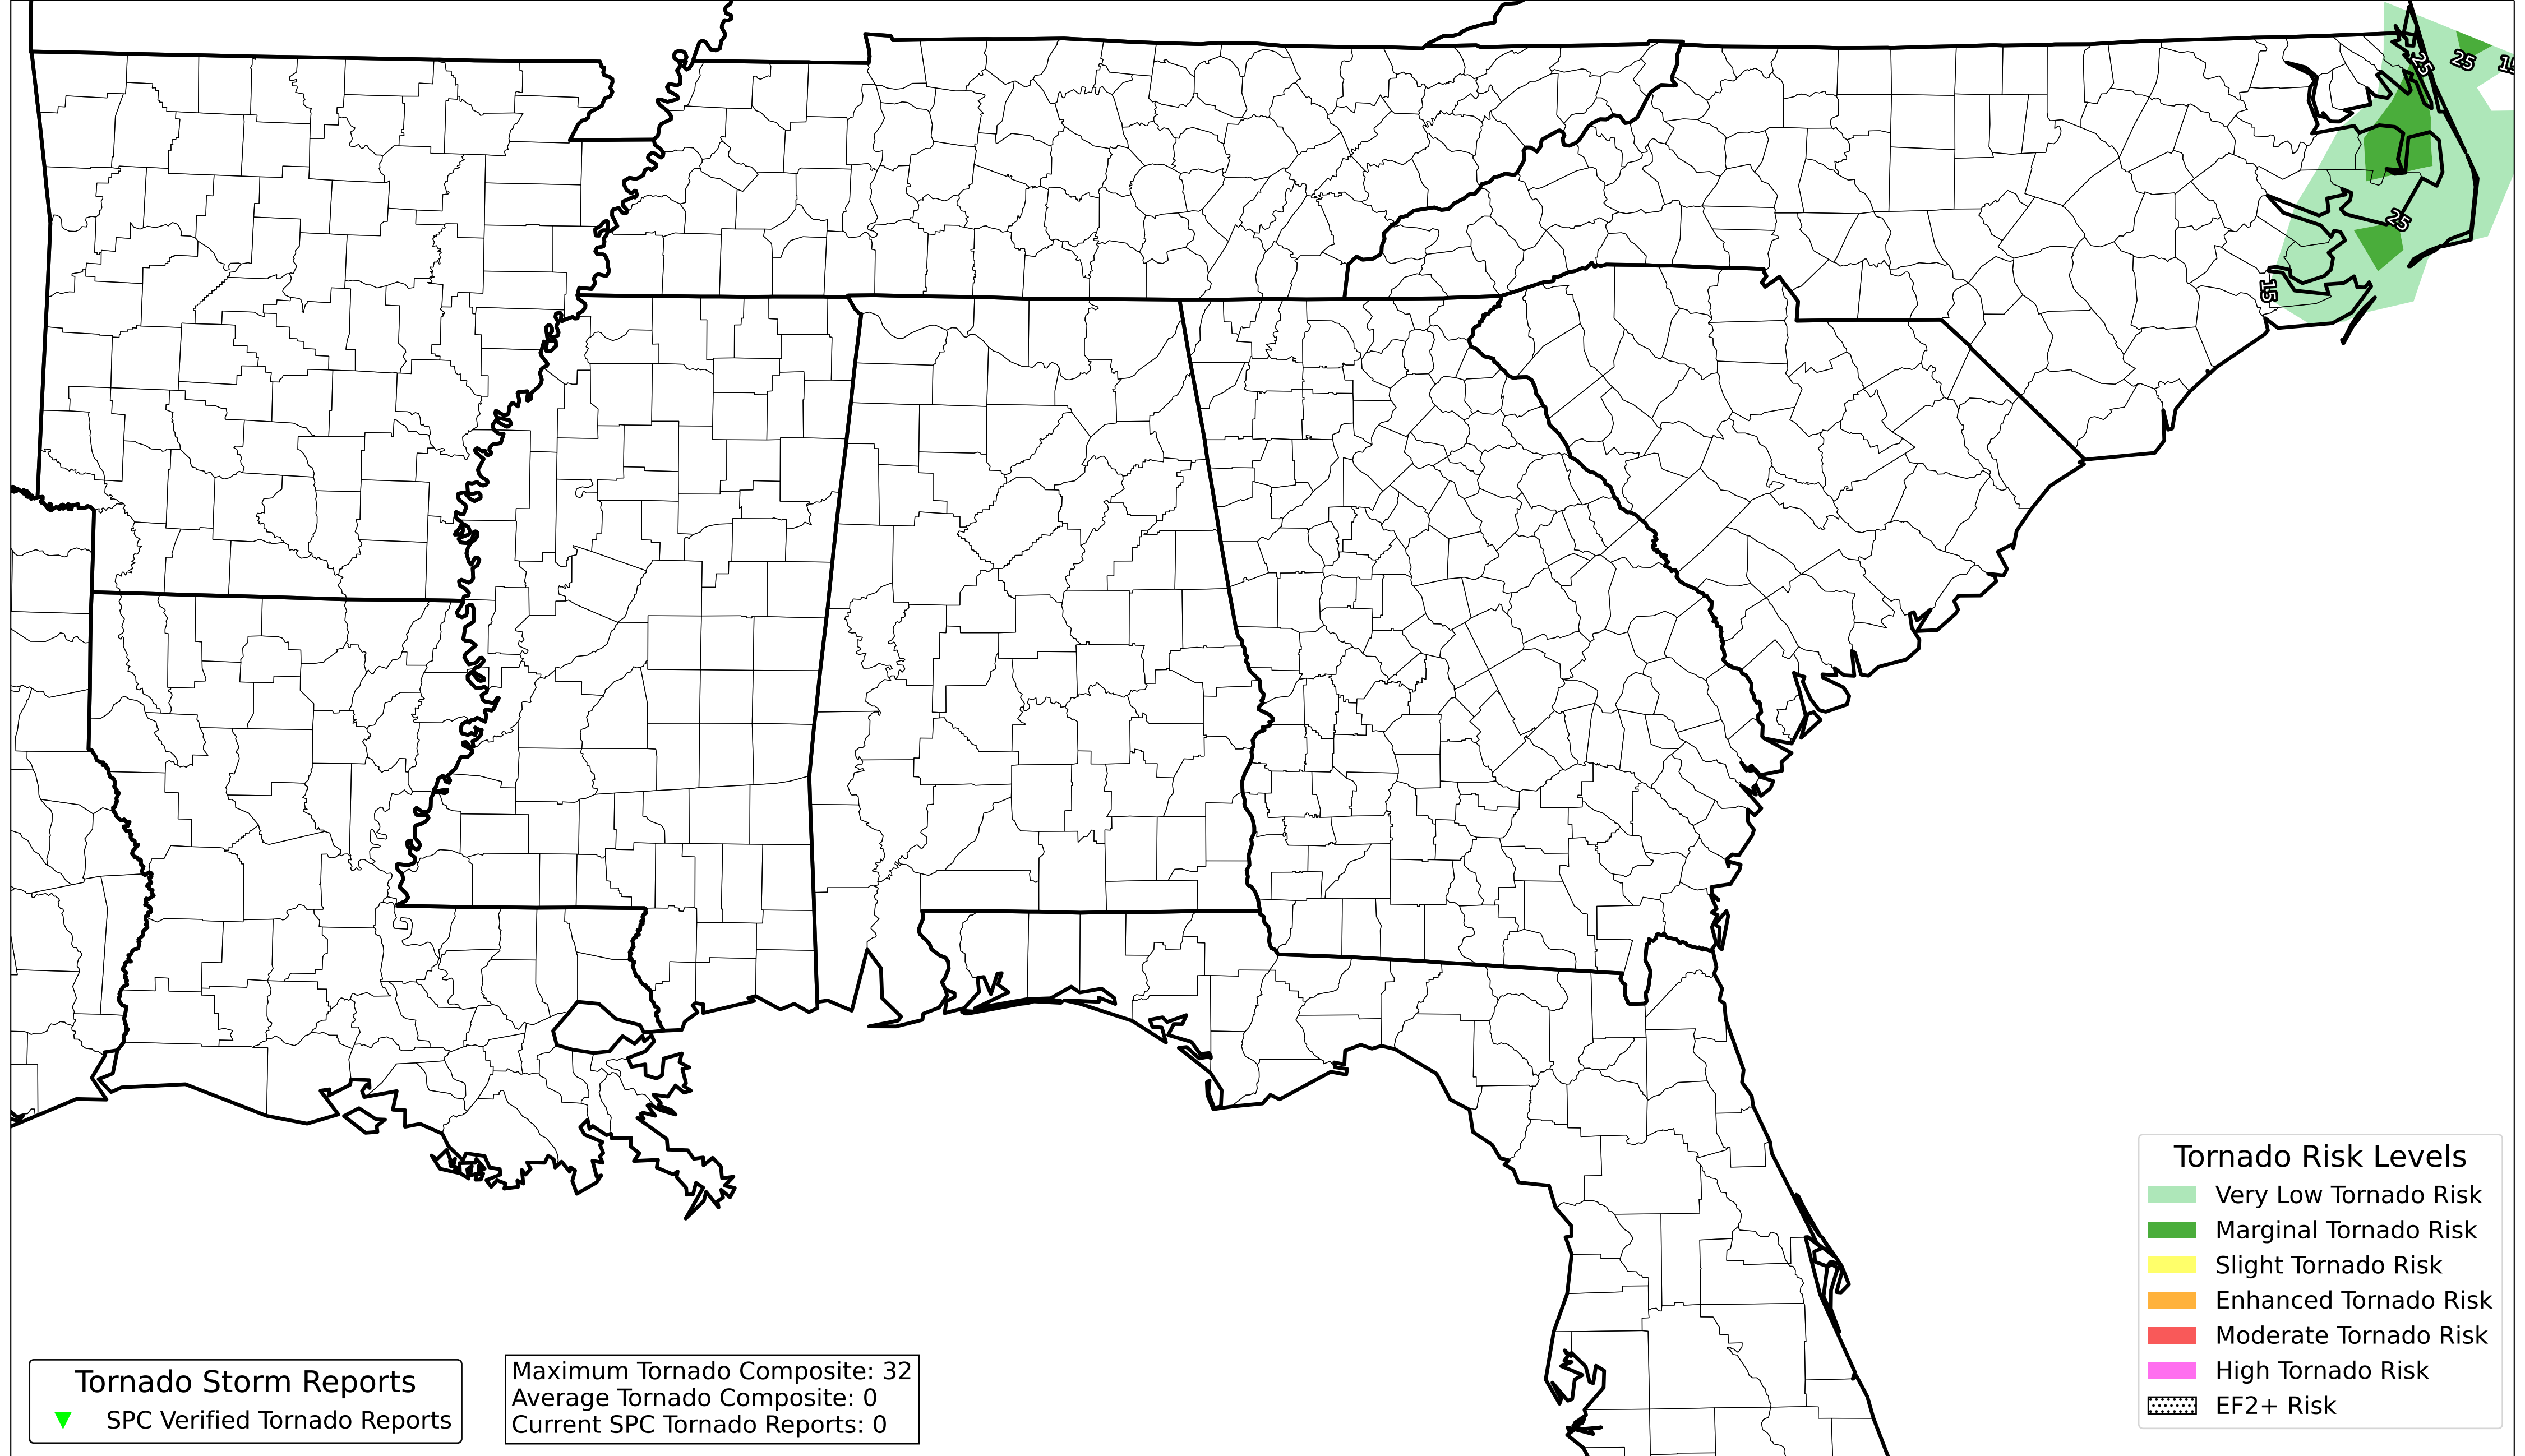 25
25
15
25
15
Tornado Risk Levels
Very Low Tornado Risk
Marginal Tornado Risk
Slight Tornado Risk
Enhanced Tornado Risk
Moderate Tornado Risk
High Tornado Risk
EF2+ Risk
Tornado Storm Reports
SPC Verified Tornado Reports
Maximum Tornado Composite: 32
Average Tornado Composite: 0
Current SPC Tornado Reports: 0